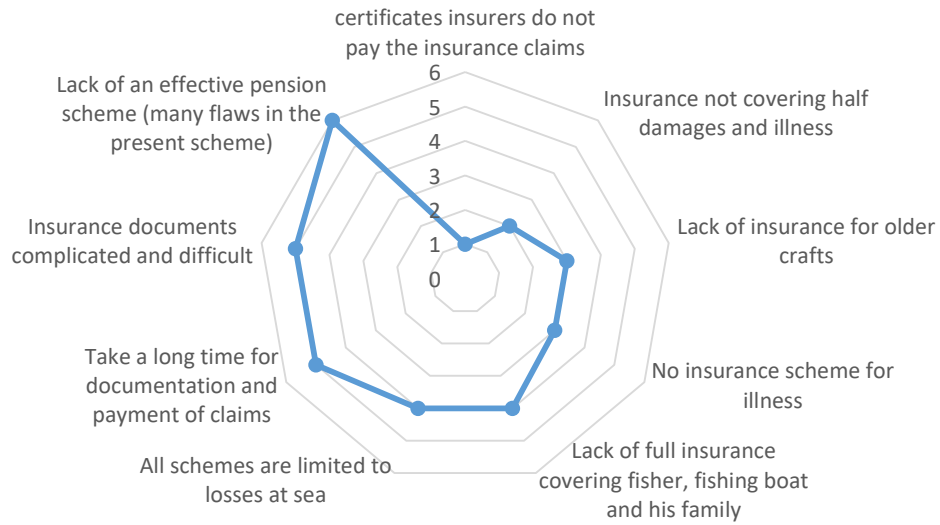 certificates insurers do not
pay the insurance claims
6
5
4
3
2
1
0
Insurance not covering half
damages and illness
Lack of insurance for older
crafts
No insurance scheme for
illness
Lack of full insurance
covering fisher, fishing boat
and his family
All schemes are limited to
losses at sea
Take a long time for
documentation and
payment of claims
Insurance documents
complicated and difficult
Lack of an effective pension
scheme (many flaws in the
present scheme)